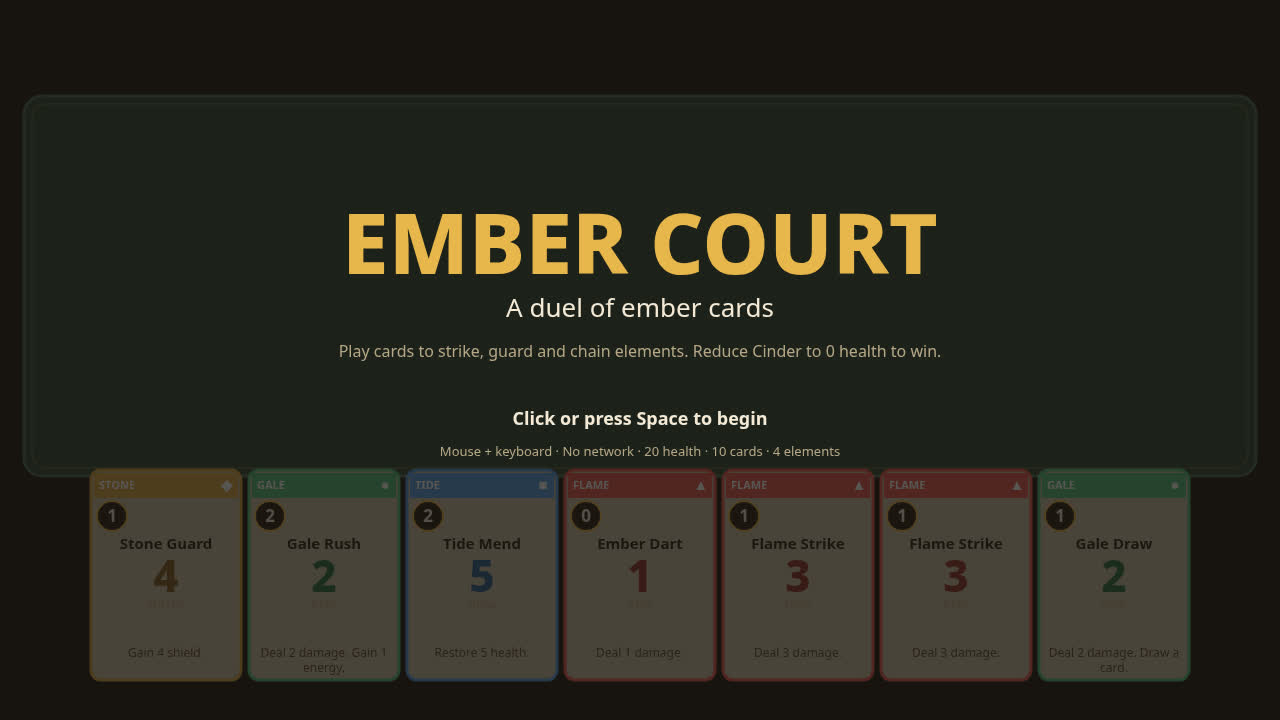 EMBER COURT
A duel of ember cards
Play cards to strike, guard and chain elements. Reduce Cinder to 0 health to win.
Click or press Space to begin
Mouse + keyboard · No network · 20 health · 10 cards · 4 elements
STONE
1
Stone Guard
4
Gain 4 shield.
GALE
2
Gale Rush
2
Deal 2 damage. Gain 1
energy.
TIDE
2
Tide Mend
5
Restore 5 health.
FLAME
0
Ember Dart
1
Deal 1 damage.
FLAME
1
Flame Strike
3
Deal 3 damage.
FLAME
1
Flame Strike
3
Deal 3 damage.
GALE
1
Gale Draw
2
Deal 2 damage. Draw a
card.